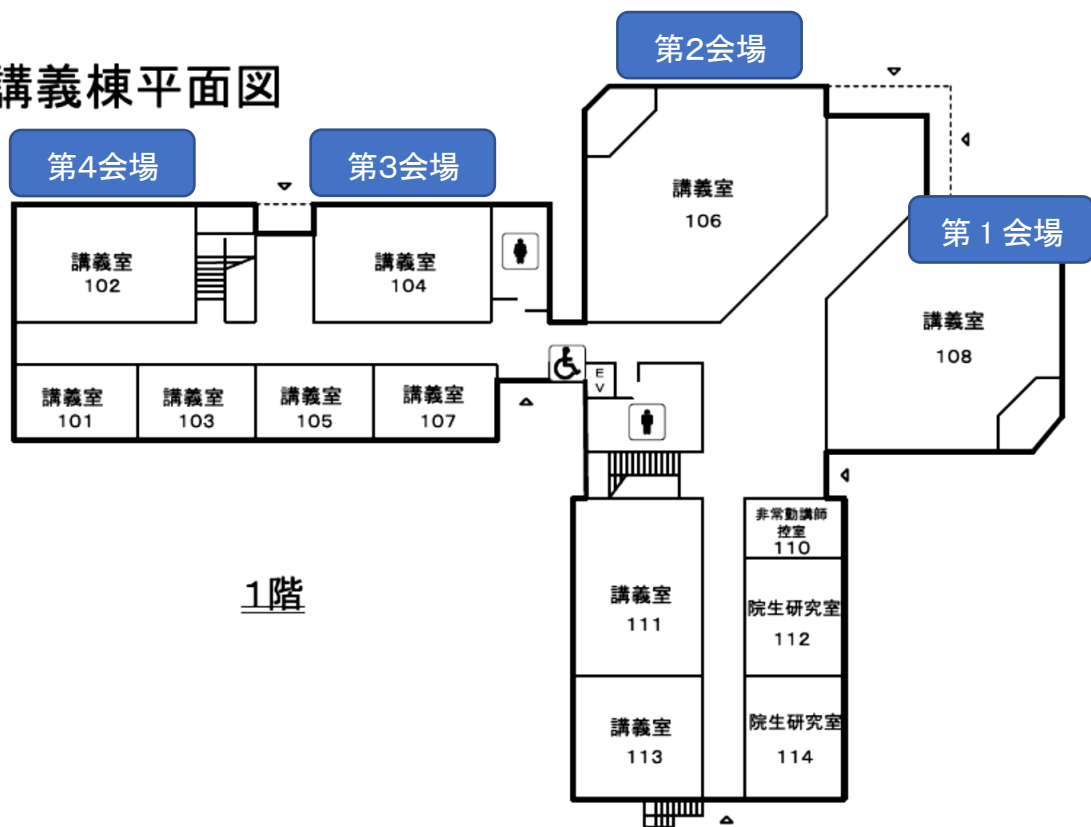 講義棟平面図
第2会場
第4会場
第3会場
第１会場
講義室
106
講義室
102
講義室
104
講義室
108
EV
講義室
101
講義室
103
講義室
105
講義室
107
非常勤講師
控室
110
講義室
111
院生研究室
112
講義室
113
院生研究室
114
1階